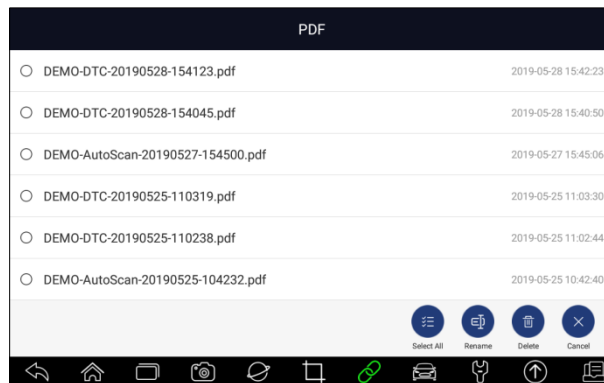 PDF
DEMO-DTC-20190528-154123.pdf 2019-05-28 15:42:23
DEMO-DTC-20190528-154045.pdf 2019-05-28 15:40:50
DEMO-AutoScan-20190527-154500.pdf 2019-05-27 15:45:06
DEMO-DTC-20190525-110319.pdf 2019-05-25 11:03:30
DEMO-DTC-20190525-110238.pdf 2019-05-25 11:02:44
DEMO-AutoScan-20190525-104232.pdf 2019-05-25 10:42:40
Select All Rename Delete Cancel